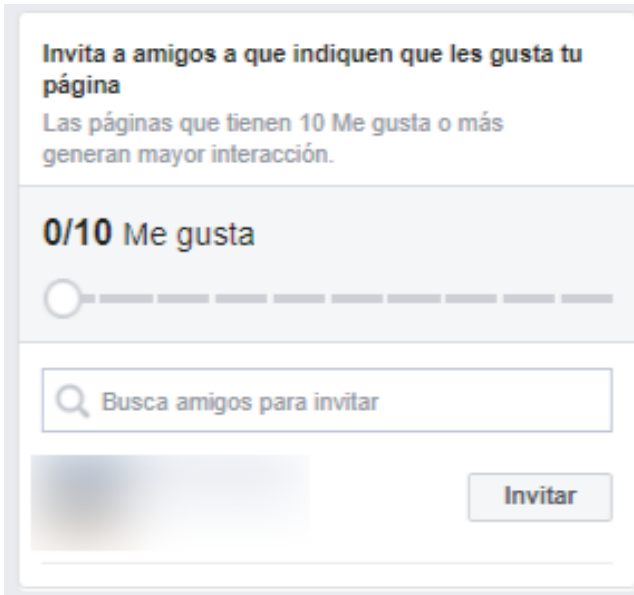 Invita a amigos a que indiquen que les gusta tu
página
Las páginas que tienen 10 Me gusta o más
generan mayor interacción.
0/10 Me gusta
Busca amigos para invitar
Invitar